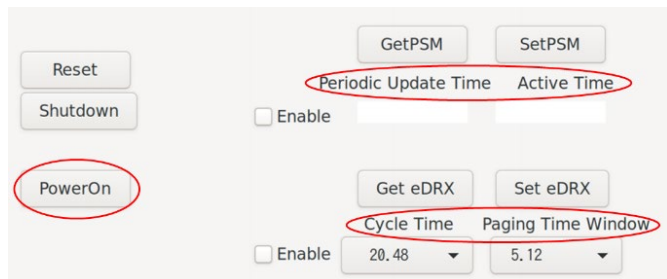 GetPSM SetPSM
Reset
Periodic Update Time Active Time
Shutdown
Enable
PowerOn Get eDRX Set eDRX
Cycle Time Paging Time Window
Enable 20.48 5.12